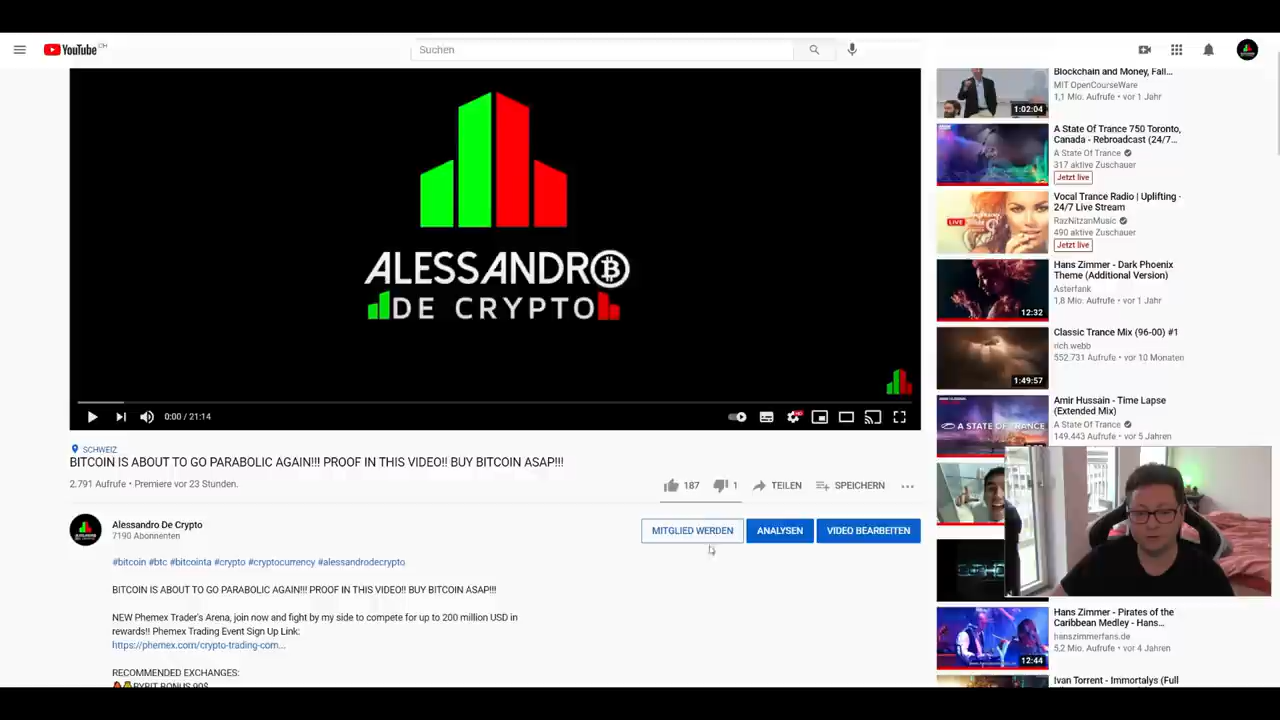 YouTube CH
Suchen
ALESSANDRO
DE CRYPTO
0:00 / 21:14
SCHWEIZ
BITCOIN IS ABOUT TO GO PARABOLIC AGAIN!!! PROOF IN THIS VIDEO!! BUY BITCOIN ASAP!!!
2.791 Aufrufe • Premiere vor 23 Stunden.
187
1
TEILEN
SPEICHERN
Alessandro De Crypto
7190 Abonnenten
MITGLIED WERDEN
ANALYSEN
VIDEO BEARBEITEN
#bitcoin #btc #bitcointa #crypto #cryptocurrency #alessandrodecrypto
BITCOIN IS ABOUT TO GO PARABOLIC AGAIN!!! PROOF IN THIS VIDEO!! BUY BITCOIN ASAP!!!
NEW Phemex Trader's Arena, join now and fight by my side to compete for up to 200 million USD in
rewards!! Phemex Trading Event Sign Up Link:
https://phemex.com/crypto-trading-com...
RECOMMENDED EXCHANGES:
BYBIT BONUS 90$
Blockchain and Money, Fall...
MIT OpenCourseWare
1,1 Mio. Aufrufe • vor 1 Jahr
1:02:04
A State Of Trance 750 Toronto,
Canada - Rebroadcast (24/7...
A State Of Trance
317 aktive Zuschauer
Jetzt live
Vocal Trance Radio | Uplifting ·
24/7 Live Stream
RazNitzanMusic
490 aktive Zuschauer
Jetzt live
LIVE
Hans Zimmer - Dark Phoenix
Theme (Additional Version)
Asterfank
1,8 Mio. Aufrufe • vor 1 Jahr
12:32
Classic Trance Mix (96-00) #1
rich webb
552.731 Aufrufe • vor 10 Monaten
1:49:57
Amir Hussain - Time Lapse
(Extended Mix)
A State Of Trance
149.443 Aufrufe • vor 5 Jahren
A STATE OF TRANCE
Hans Zimmer - Pirates of the
Caribbean Medley - Hans...
hanszimmerfans.de
5,2 Mio. Aufrufe • vor 4 Jahren
12:44
Ivan Torrent - Immortalys (Full